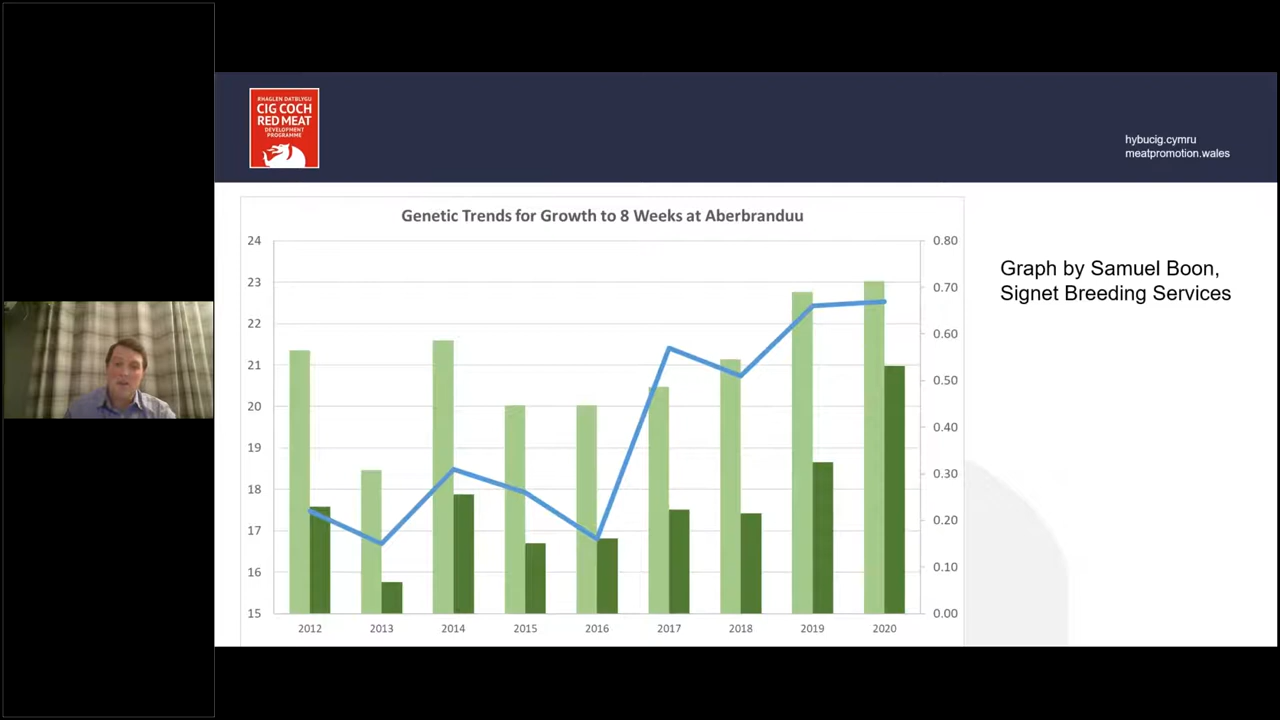 RHAGLEN DATBLYGU
CIG COCH
RED MEAT
DEVELOPMENT
PROGRAMME
hybucig.cymru
meatpromotion.wales
Genetic Trends for Growth to 8 Weeks at Aberbranduu
24
23
22
21
20
19
18
17
16
15
0.80
0.70
0.60
0.50
0.40
0.30
0.20
0.10
0.00
2012 2013 2014 2015 2016 2017 2018 2019 2020
Graph by Samuel Boon,
Signet Breeding Services